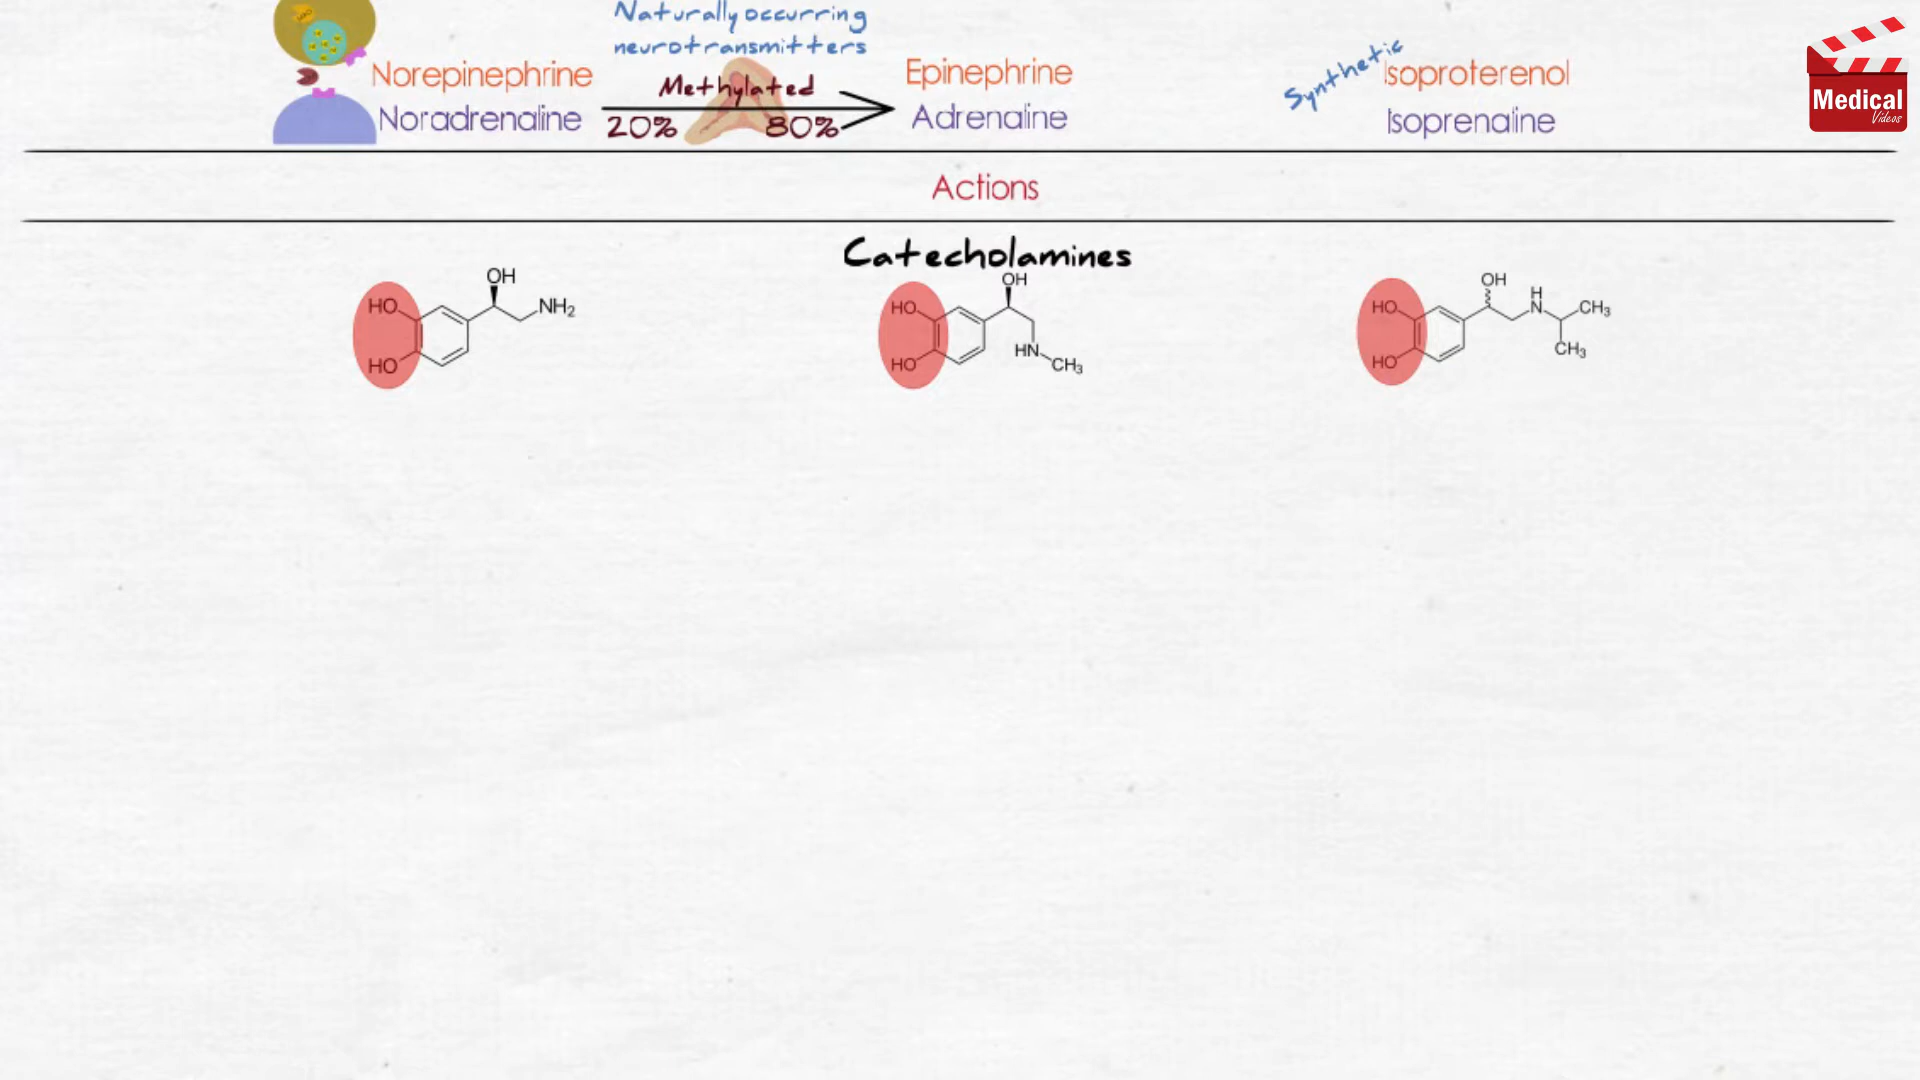 Naturally occurring
neurotransmitters
Norepinephrine
Noradrenaline
Methylated
20% 80%
Epinephrine
Adrenaline
Synthetic
Isoproterenol
Isoprenaline
Medical
Videos
Actions
Catecholamines
OH
HO
NH2
HO
OH
HO
HN
HO
CH3
OH
H
HO
N
CH3
HO
CH3